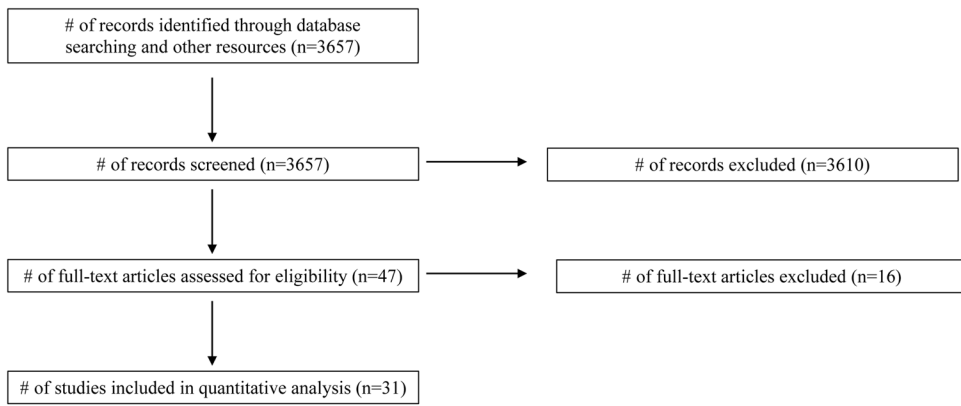 # of records identified through database
searching and other resources (n=3657)
# of records screened (n=3657)
# of records excluded (n=3610)
# of full-text articles assessed for eligibility (n=47)
# of full-text articles excluded (n=16)
# of studies included in quantitative analysis (n=31)